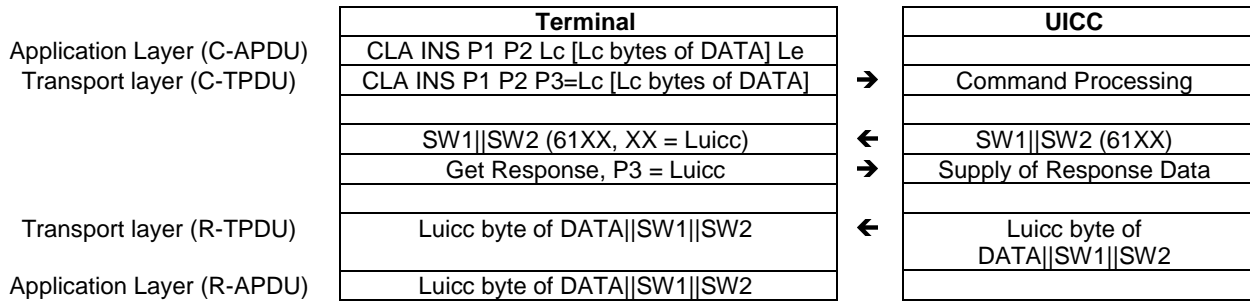 Terminal UICC
Application Layer (C-APDU) CLA INS P1 P2 Lc [Lc bytes of DATA] Le
Transport layer (C-TPDU) CLA INS P1 P2 P3=Lc [Lc bytes of DATA] → Command Processing
SW1||SW2 (61XX, XX = Luicc) ← SW1||SW2 (61XX)
Get Response, P3 = Luicc → Supply of Response Data
Transport layer (R-TPDU) Luicc byte of DATA||SW1||SW2 ← Luicc byte of
DATA||SW1||SW2
Application Layer (R-APDU) Luicc byte of DATA||SW1||SW2